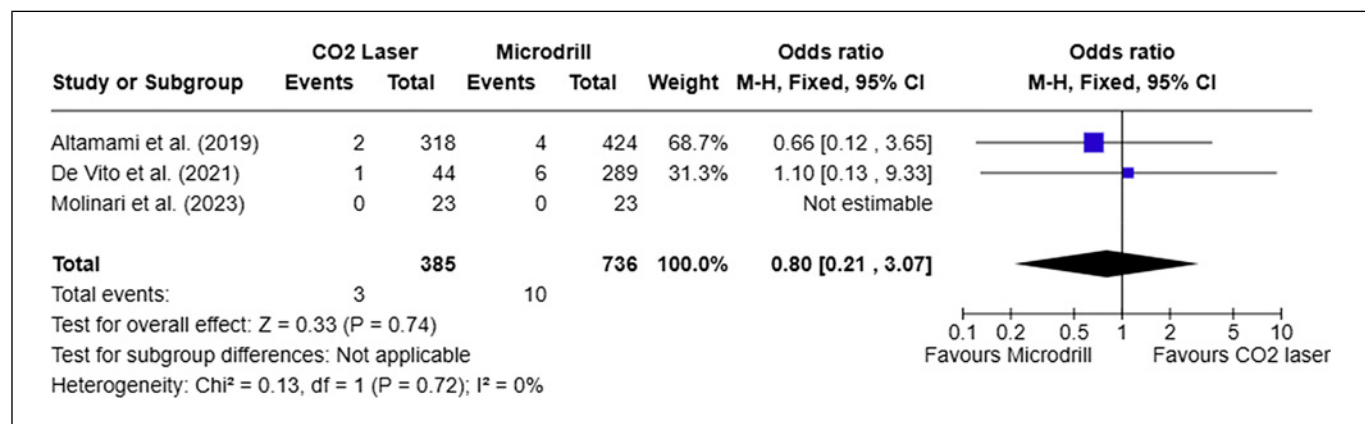 CO2 Laser Microdrill Odds ratio Odds ratio
Study or Subgroup Events Total Events Total Weight M-H, Fixed, 95% CI M-H, Fixed, 95% CI
Altamami et al. (2019) 2 318 4 424 68.7% 0.66 [0.12 , 3.65]
De Vito et al. (2021) 1 44 6 289 31.3% 1.10 [0.13 , 9.33]
Molinari et al. (2023) 0 23 0 23 Not estimable
Total 385 736 100.0% 0.80 [0.21 , 3.07]
Total events: 3 10
Test for overall effect: Z = 0.33 (P = 0.74)
Test for subgroup differences: Not applicable
Heterogeneity: Chi² = 0.13, df = 1 (P = 0.72); I² = 0%
0.1 0.2 0.5 1 2 5 10
Favours Microdrill Favours CO2 laser